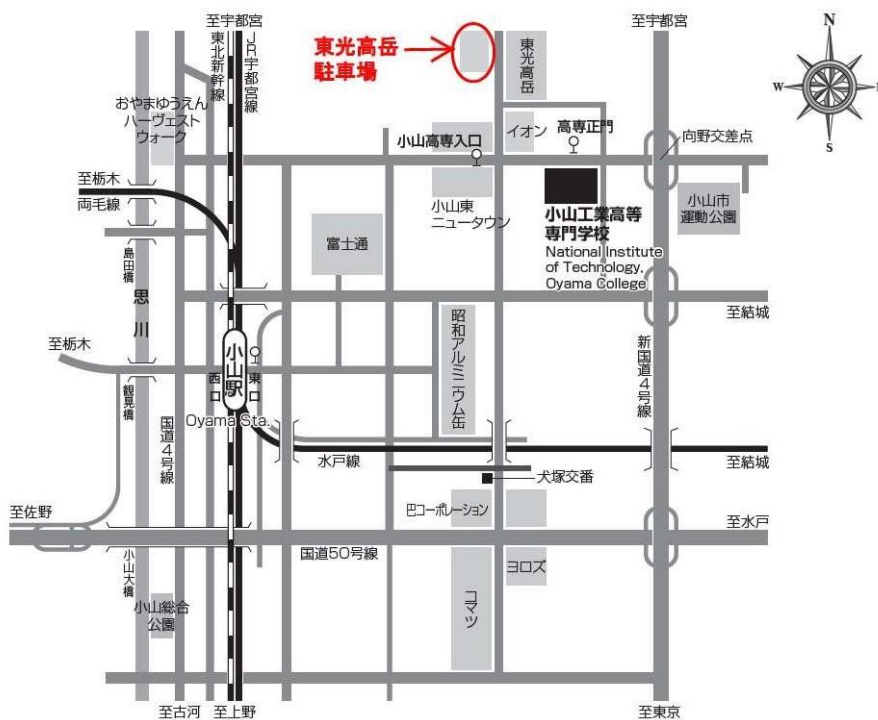 至宇都宮
至宇都宮
東北新幹線
JR宇都宮線
東光高岳
駐車場
東光高岳
N
W
S
おやまゆうえん
ハーヴェスト
ウォーク
小山高専入口
イオン
高専正門
向野交差点
至栃木
両毛線
小山東
ニュータウン
小山工業高等
専門学校
National Institute
of Technology,
Oyama College
小山市
運動公園
富士通
島田橋
思川
至結城
至栃木
小山駅
西口
東口
Oyama Sta.
昭和アルミニウム缶
新国道4号線
観晃橋
国道4号線
水戸線
至結城
犬塚交番
至佐野
巴コーポレーション
至水戸
国道50号線
小山大橋
ヨロズ
コマツ
小山総合
公園
至古河
至上野
至東京